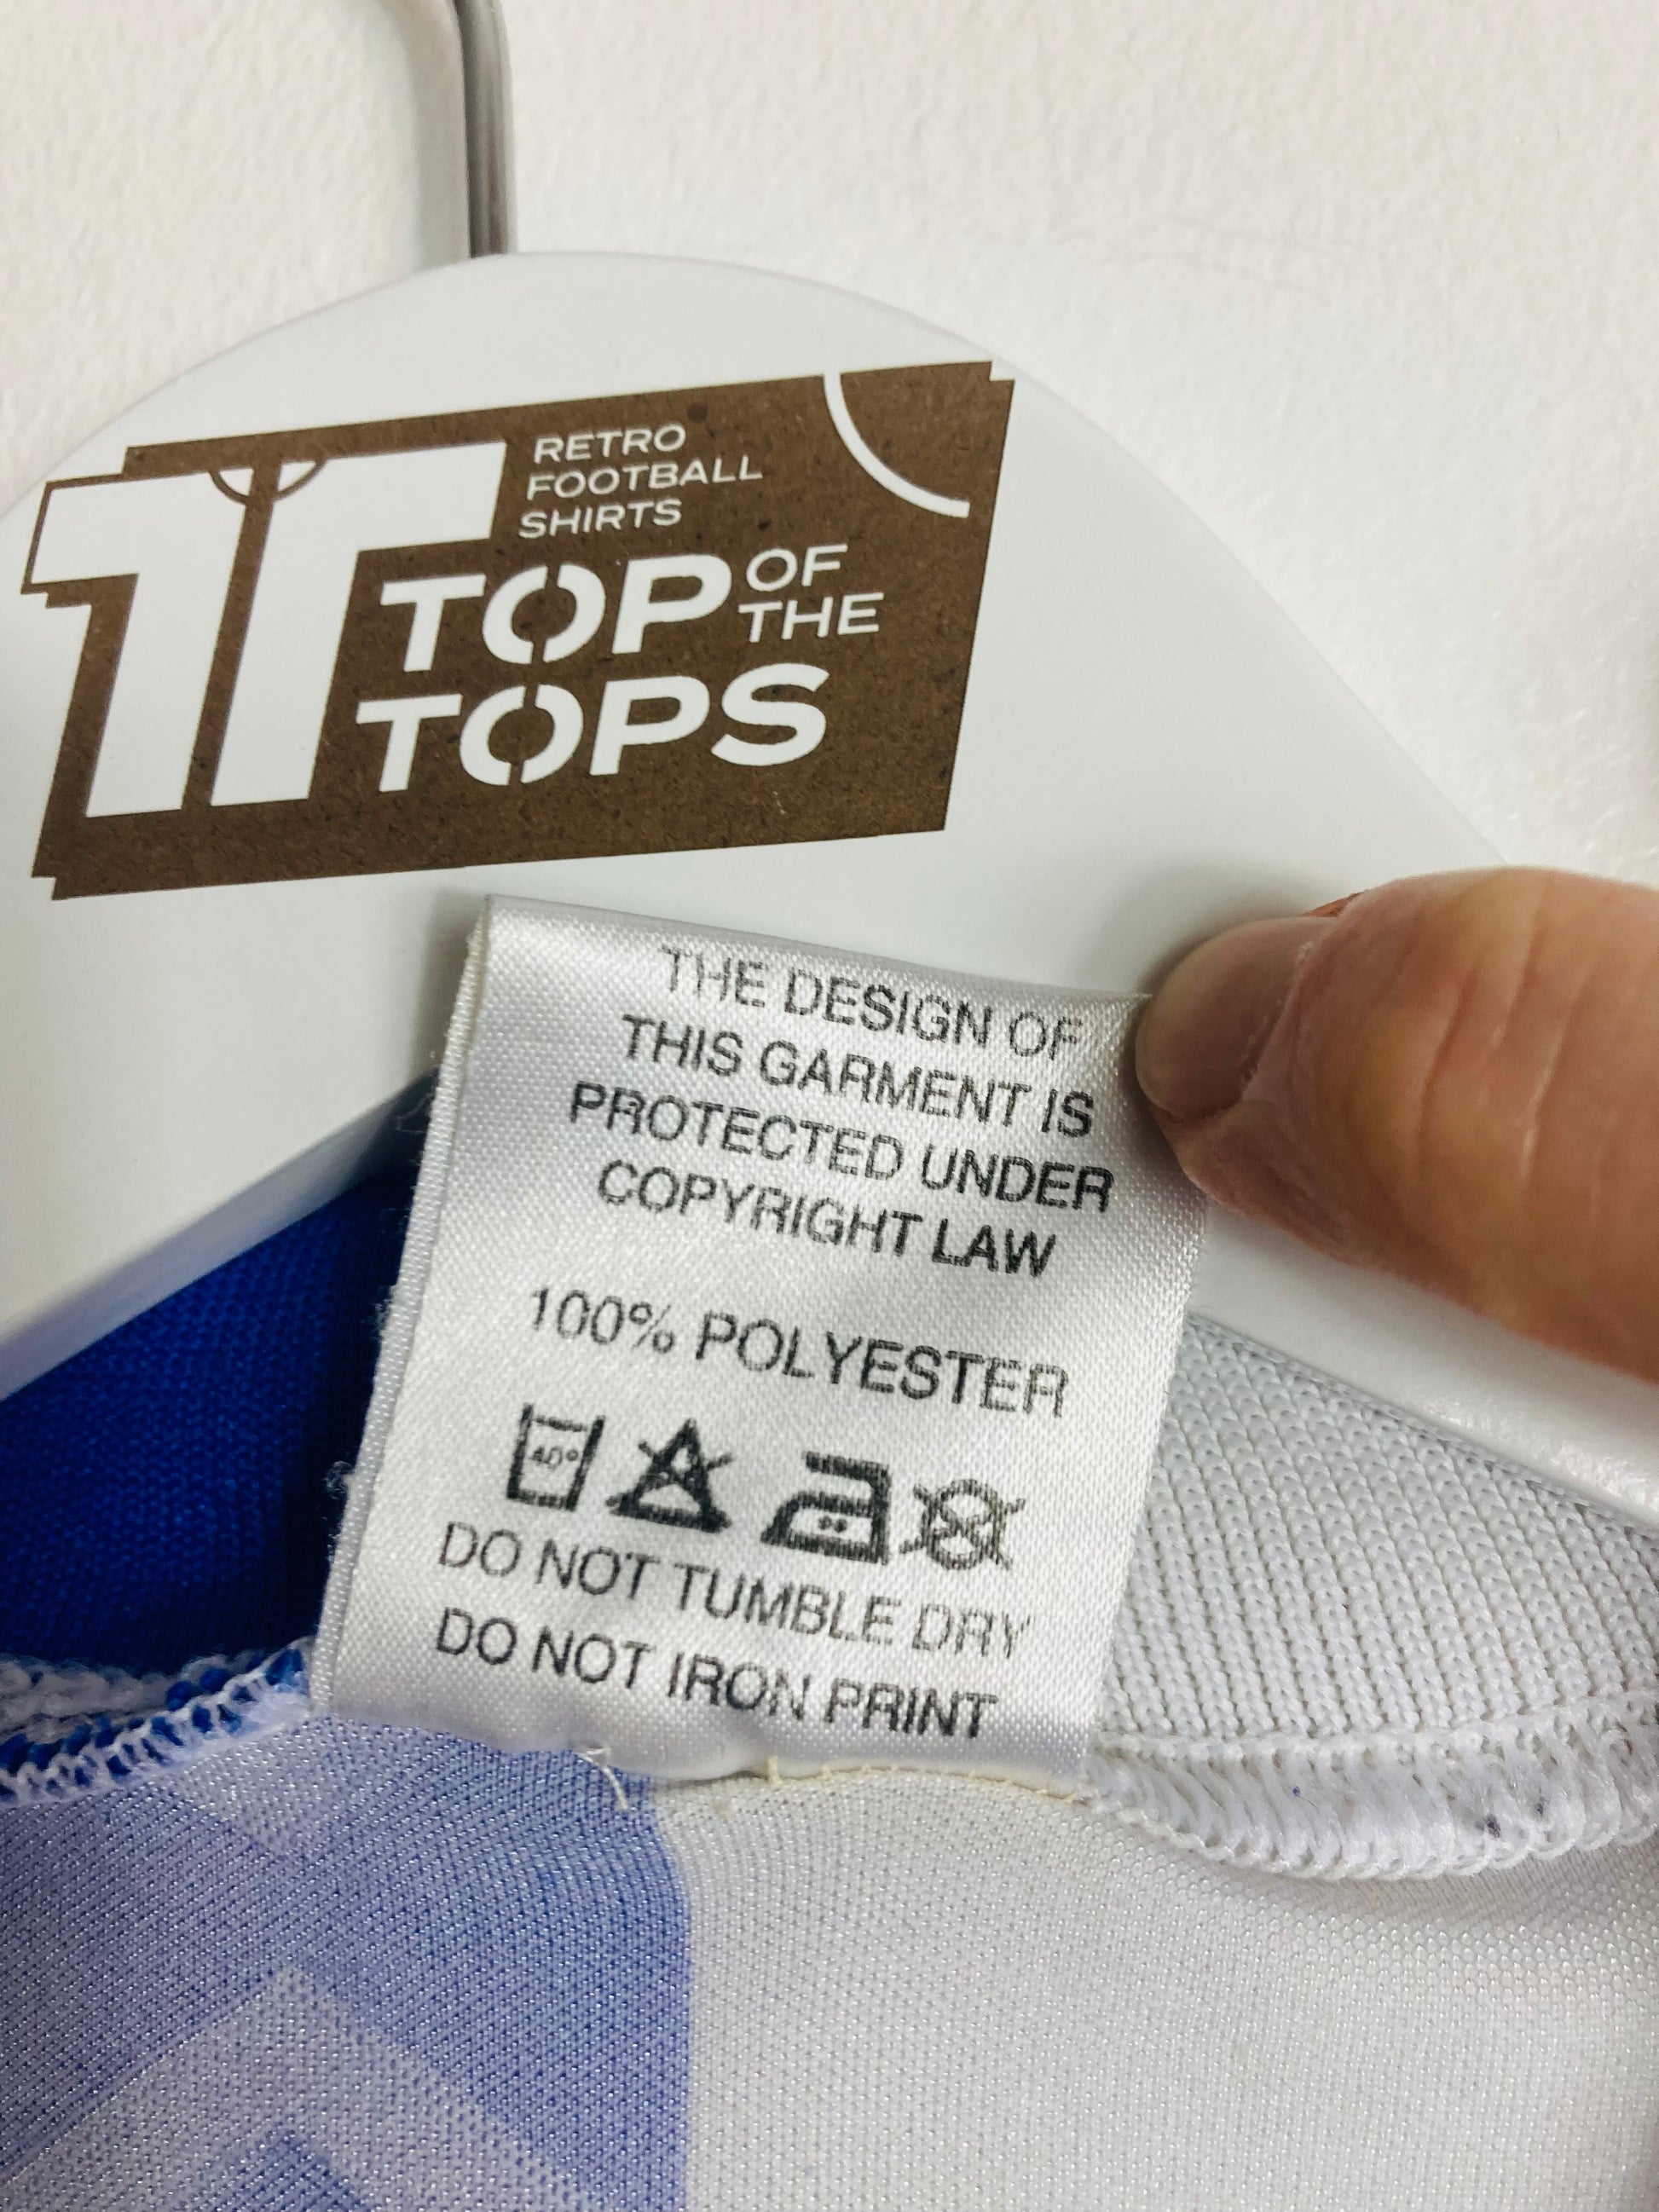 RETRO
FOOTBALL
SHIRTS
TOP OF THE
TOPS
THE DESIGN OF
THIS GARMENT IS
PROTECTED UNDER
COPYRIGHT LAW
100% POLYESTER
40°
DO NOT TUMBLE DRY
DO NOT IRON PRINT